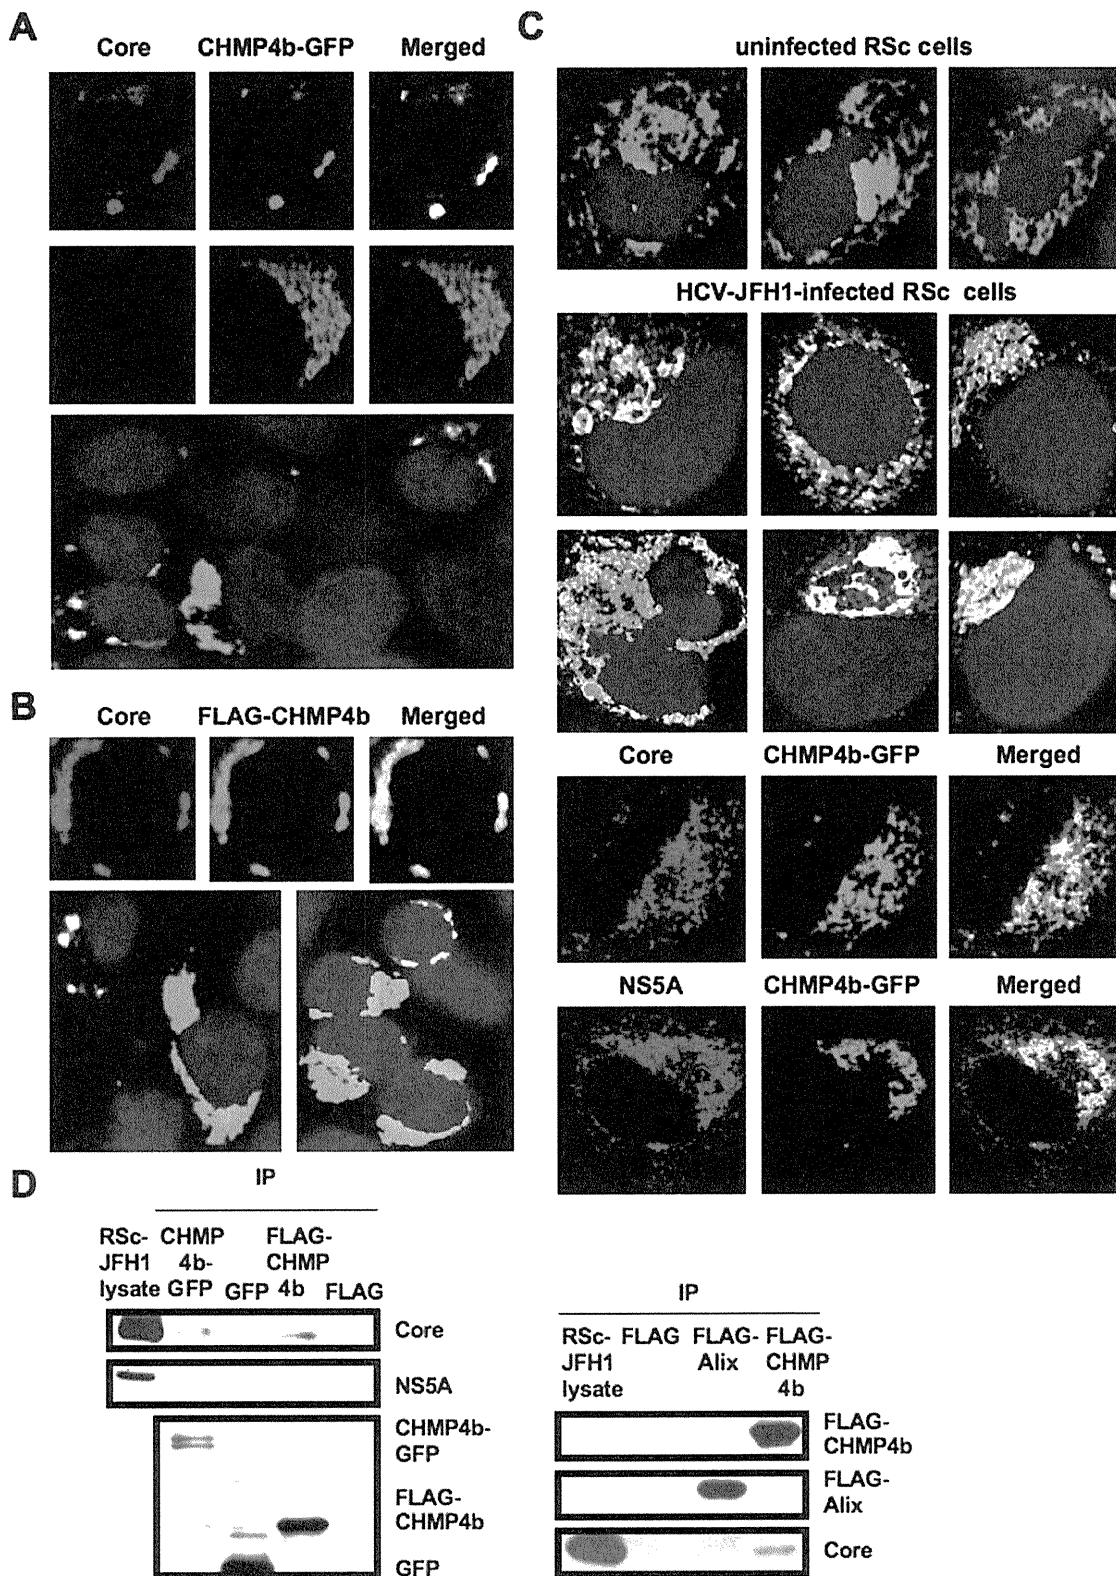 A
Core CHMP4b-GFP Merged
B
Core FLAG-CHMP4b Merged
C
uninfected RSc cells
HCV-JFH1-infected RSc cells
Core CHMP4b-GFP Merged
NS5A CHMP4b-GFP Merged
D
IP
RSc- CHMP FLAG-
JFH1 4b- CHMP
lysate GFP GFP 4b FLAG
Core
NS5A
CHMP4b-
GFP
FLAG-
CHMP4b
GFP
IP
RSc- FLAG FLAG- FLAG-
JFH1 Alix CHMP
lysate 4b
FLAG-
CHMP4b
FLAG-
Alix
Core